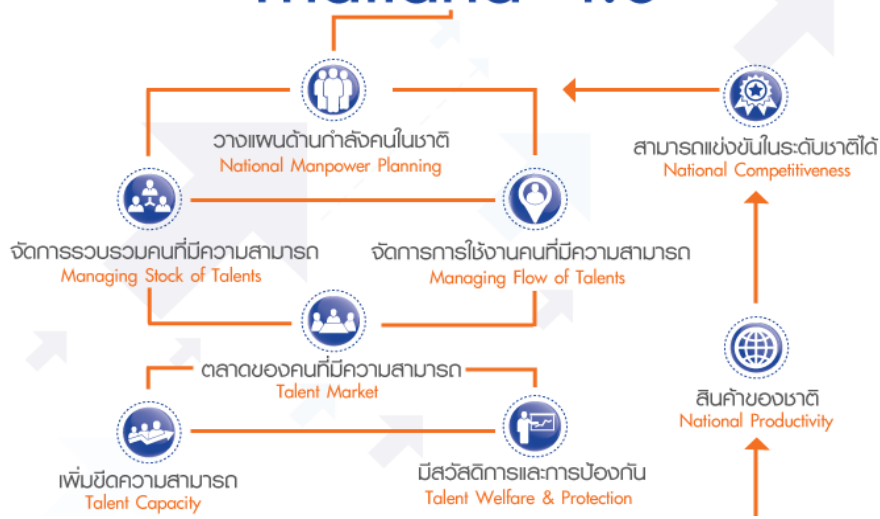 วางแผนด้านกำลังคนในชาติ
National Manpower Planning
สามารถแข่งขันในระดับชาติได้
National Competitiveness
จัดการรวบรวมคนที่มีความสามารถ
Managing Stock of Talents
จัดการการใช้งานคนที่มีความสามารถ
Managing Flow of Talents
ตลาดของคนที่มีความสามารถ
Talent Market
สินค้าของชาติ
National Productivity
เพิ่มขีดความสามารถ
Talent Capacity
มีสวัสดิการและการป้องกัน
Talent Welfare & Protection